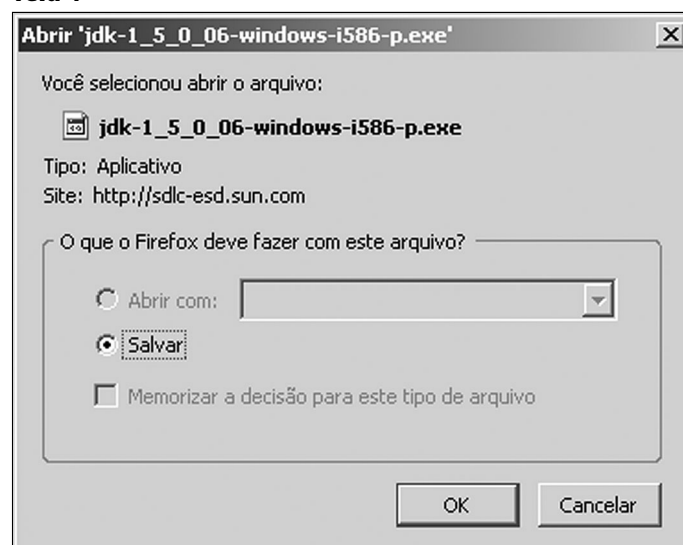 Abrir 'jdk-1_5_0_06-windows-i586-p.exe'
Você selecionou abrir o arquivo:
jdk-1_5_0_06-windows-i586-p.exe
Tipo: Aplicativo
Site: http://sdlc-esd.sun.com
O que o Firefox deve fazer com este arquivo?
Abrir com:
Salvar
Memorizar a decisão para este tipo de arquivo
OK Cancelar